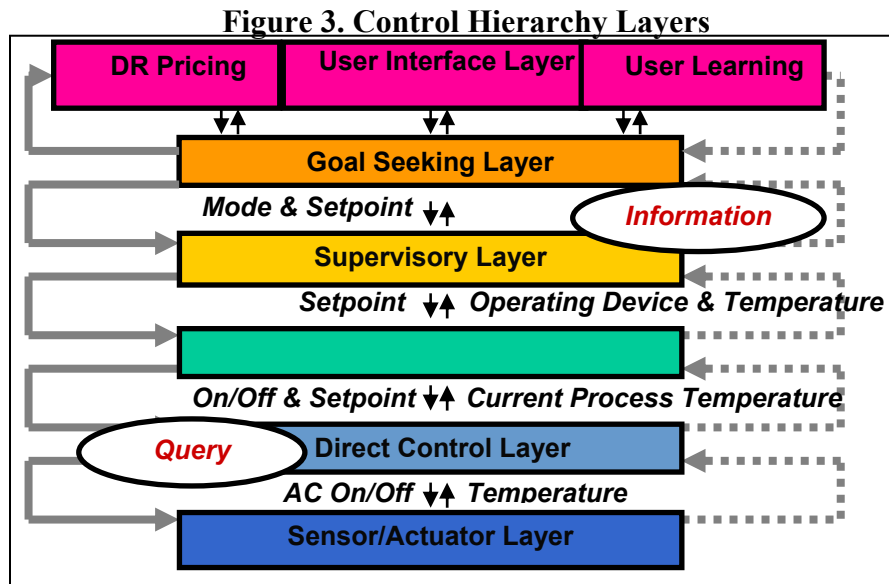 Figure 3. Control Hierarchy Layers
DR Pricing
User Interface Layer
User Learning
Goal Seeking Layer
Mode & Setpoint
Information
Supervisory Layer
Setpoint
Operating Device & Temperature
On/Off & Setpoint
Current Process Temperature
Query
Direct Control Layer
AC On/Off
Temperature
Sensor/Actuator Layer